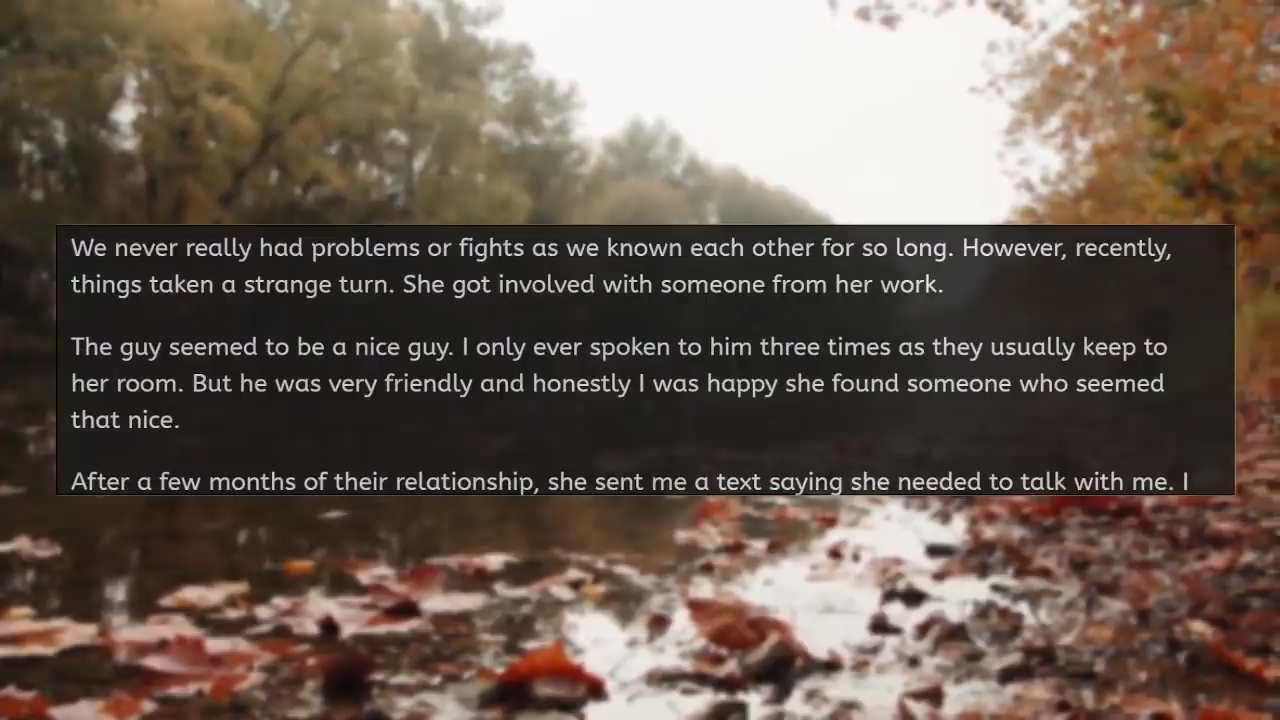 We never really had problems or fights as we known each other for so long. However, recently,
things taken a strange turn. She got involved with someone from her work.
The guy seemed to be a nice guy. I only ever spoken to him three times as they usually keep to
her room. But he was very friendly and honestly I was happy she found someone who seemed
that nice.
After a few months of their relationship, she sent me a text saying she needed to talk with me. I